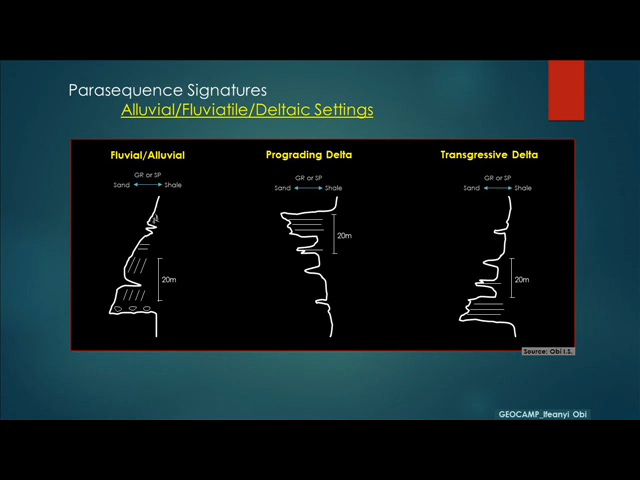 Parasequence Signatures
Alluvial/Fluviatile/Deltaic Settings
Fluvial/Alluvial
Prograding Delta
Transgressive Delta
GR or SP
Sand
Shale
GR or SP
Sand
Shale
GR or SP
Sand
Shale
20m
20m
20m
Source: Obi I.S.
GEOCAMP_Ifeanyi Obi